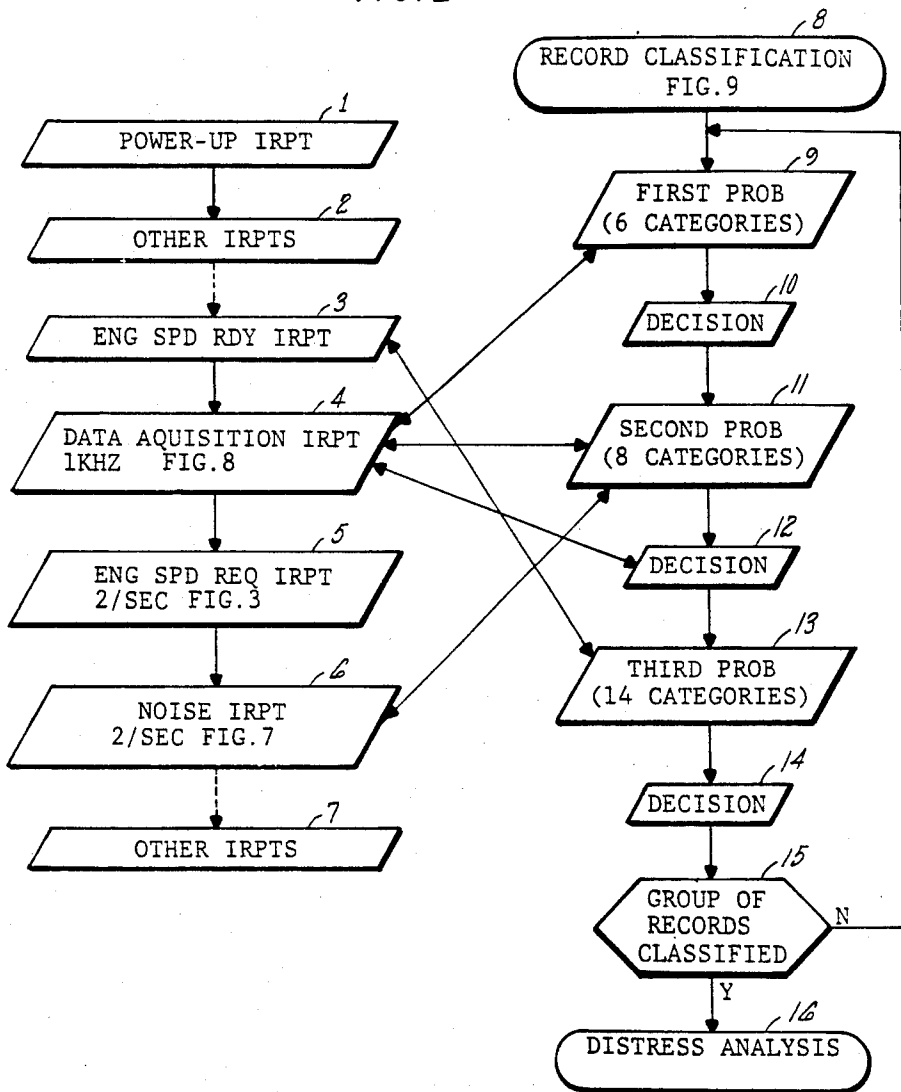 8
RECORD CLASSIFICATION
FIG.9
1
POWER-UP IRPT
2
OTHER IRPTS
3
ENG SPD RDY IRPT
4
DATA AQUISITION IRPT
1KHZ FIG.8
5
ENG SPD REQ IRPT
2/SEC FIG.3
6
NOISE IRPT
2/SEC FIG.7
7
OTHER IRPTS
9
FIRST PROB
(6 CATEGORIES)
10
DECISION
11
SECOND PROB
(8 CATEGORIES)
12
DECISION
13
THIRD PROB
(14 CATEGORIES)
14
DECISION
15
GROUP OF
RECORDS
CLASSIFIED
N
Y
16
DISTRESS ANALYSIS